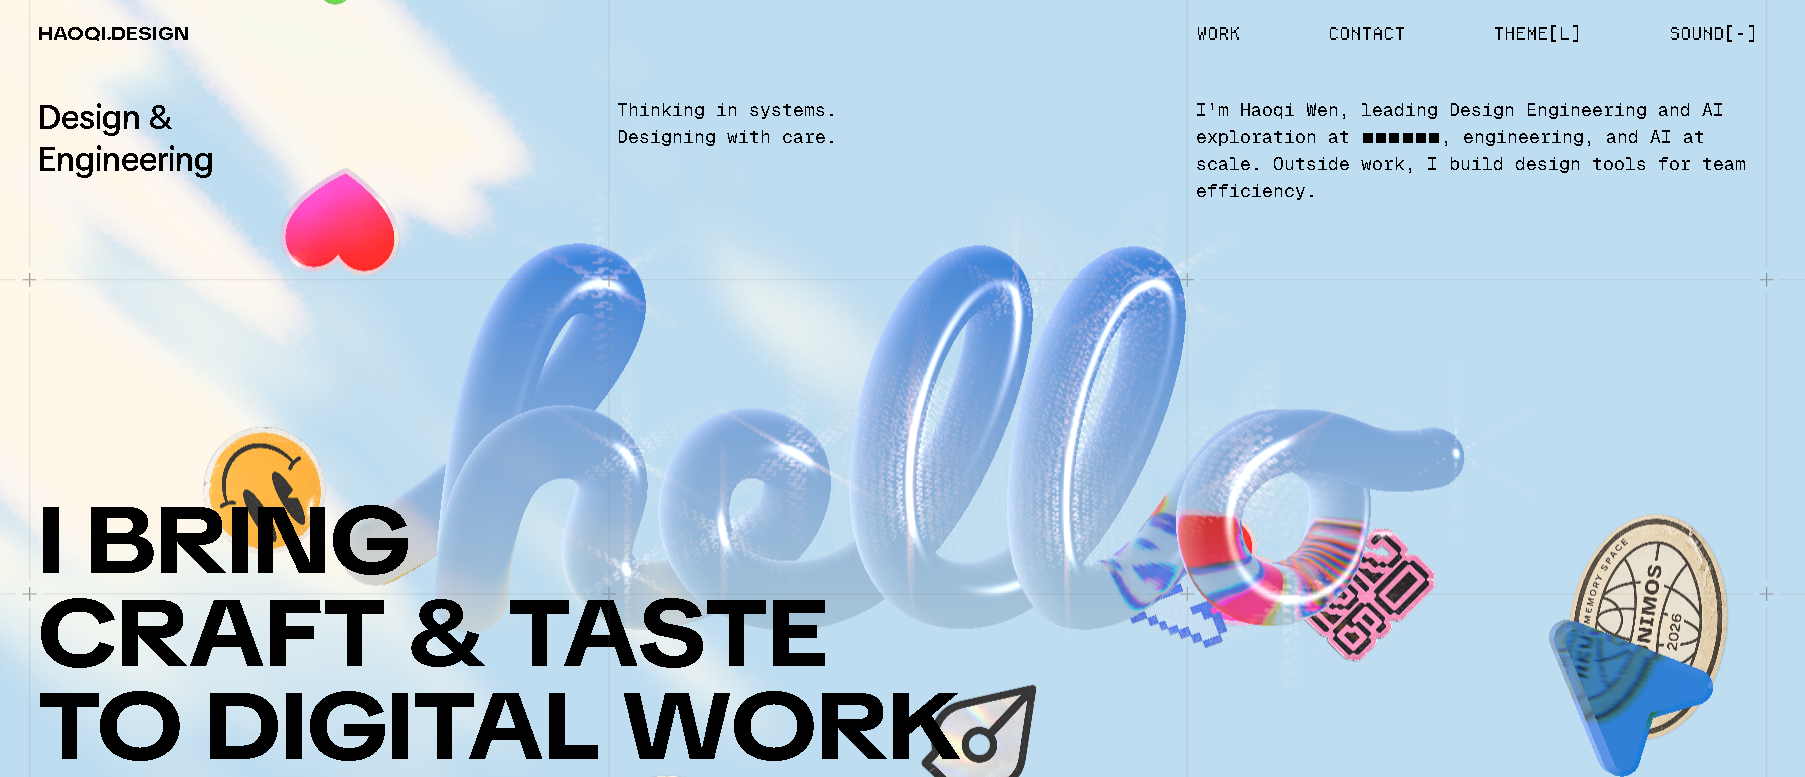 HAOQI.DESIGN
WORK
CONTACT
THEME[L]
SOUND[-]
Design &
Engineering
Thinking in systems.
Designing with care.
I'm Haoqi Wen, leading Design Engineering and AI
exploration at ■■■■■■, engineering, and AI at
scale. Outside work, I build design tools for team
efficiency.
hello
I BRING
CRAFT & TASTE
TO DIGITAL WORK
MEMORY SPACE
NIMOS
2026